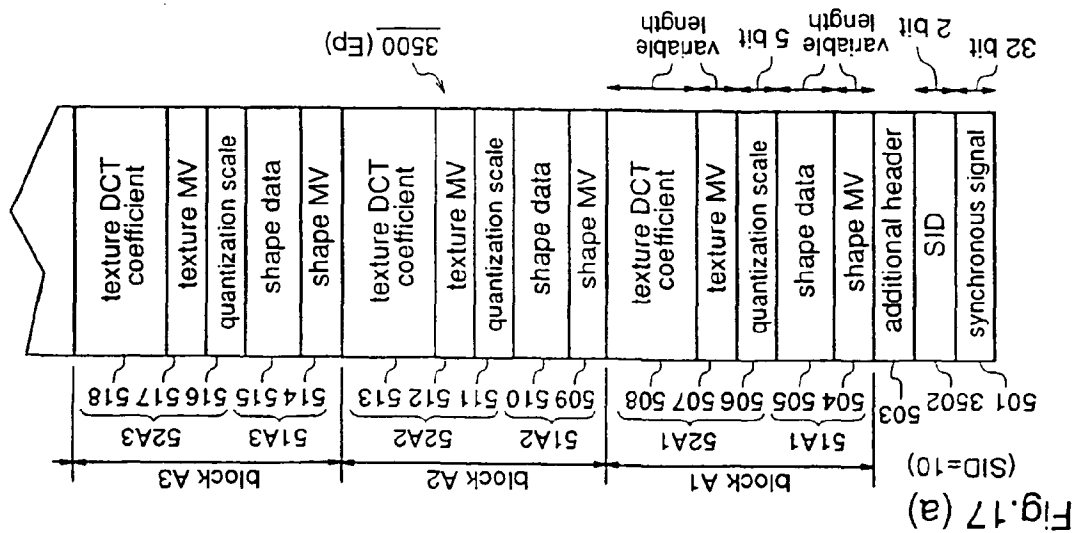 Fig.17 (a)
(SID=10)
block A1
block A2
block A3
51A1
52A1
51A2
52A2
51A3
52A3
501
3502
503
504
505
506
507
508
509
510
511
512
513
514
515
516
517
518
synchronous signal
SID
additional header
shape MV
shape data
quantization scale
texture MV
texture DCT
coefficient
shape MV
shape data
quantization scale
texture MV
texture DCT
coefficient
shape MV
shape data
quantization scale
texture MV
texture DCT
coefficient
32 bit
2 bit
variable
length
5 bit
variable
length
3500 (Ep)